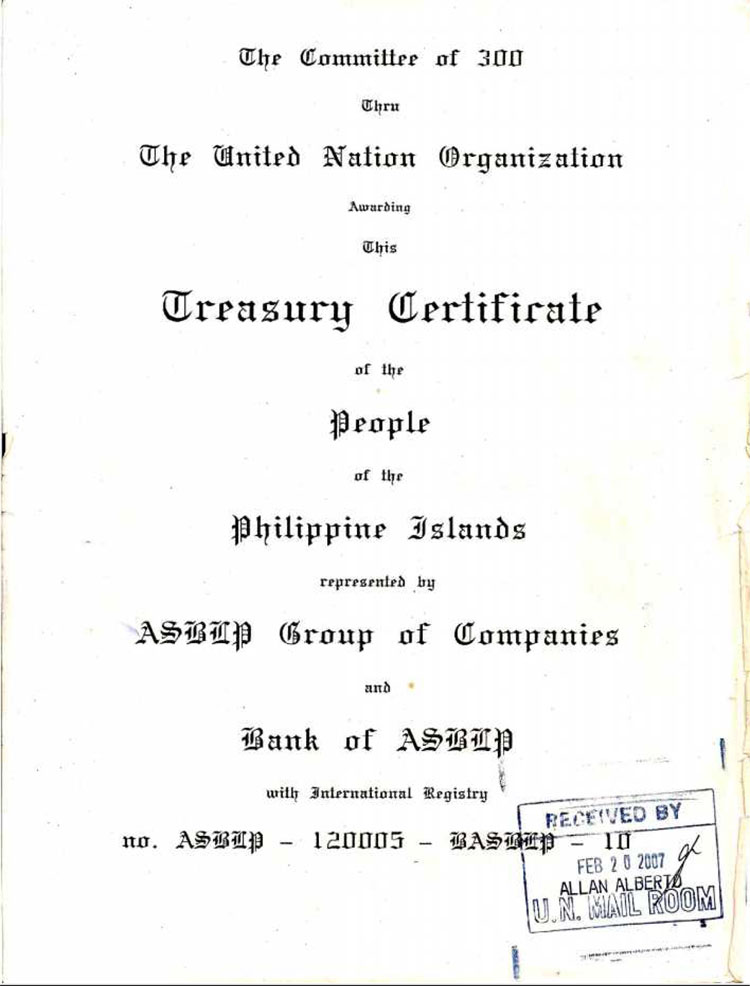 The Committee of 300
Thru
The United Nation Organization
Awarding
This
Treasury Certificate
of the
People
of the
Philippine Islands
represented by
ASBLP Group of Companies
and
Bank of ASBLP
with International Registry
no. ASBLP - 120005 - BASBLP - 10
RECEIVED BY
FEB 20 2007
ALLAN ALBERTO
U.N. MAIL ROOM